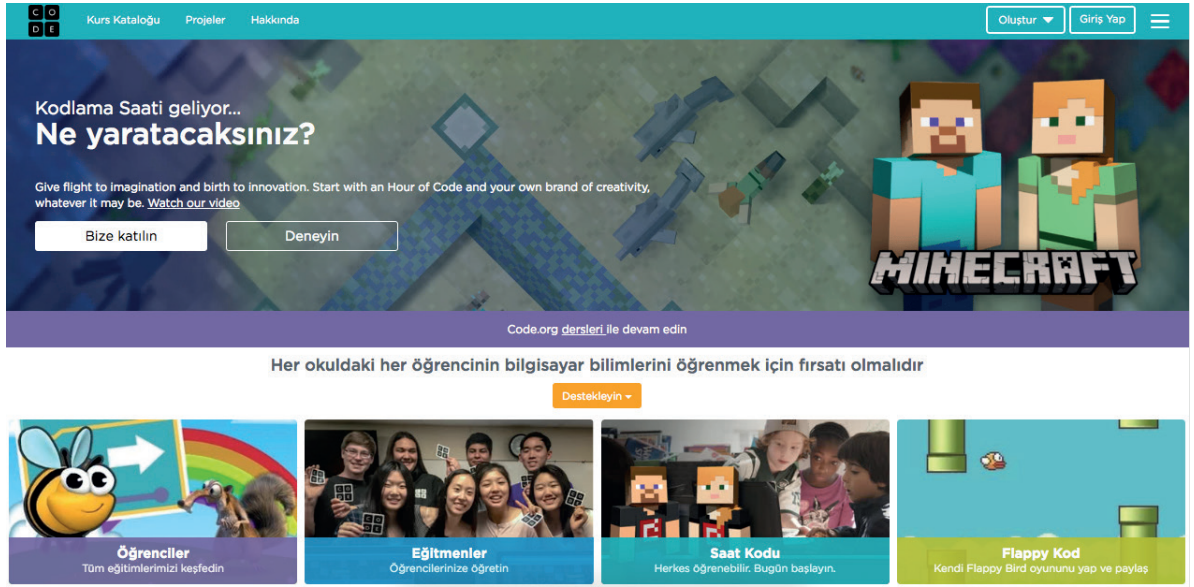 C O
D E
Kurs Kataloğu
Projeler
Hakkında
Oluştur
Giriş Yap
Kodlama Saati geliyor...
Ne yaratacaksınız?
Give flight to imagination and birth to innovation. Start with an Hour of Code and your own brand of creativity,
whatever it may be. Watch our video
Bize katılın
Deneyin
MINECRAFT
Code.org dersleri ile devam edin
Her okuldaki her öğrencinin bilgisayar bilimlerini öğrenmek için fırsatı olmalıdır
Destekleyin
Öğrenciler
Tüm eğitimlerimizi keşfedin
Eğitmenler
Öğrencilerinize öğretin
Saat Kodu
Herkes öğrenebilir. Bugün başlayın.
Flappy Kod
Kendi Flappy Bird oyununu yap ve paylaş